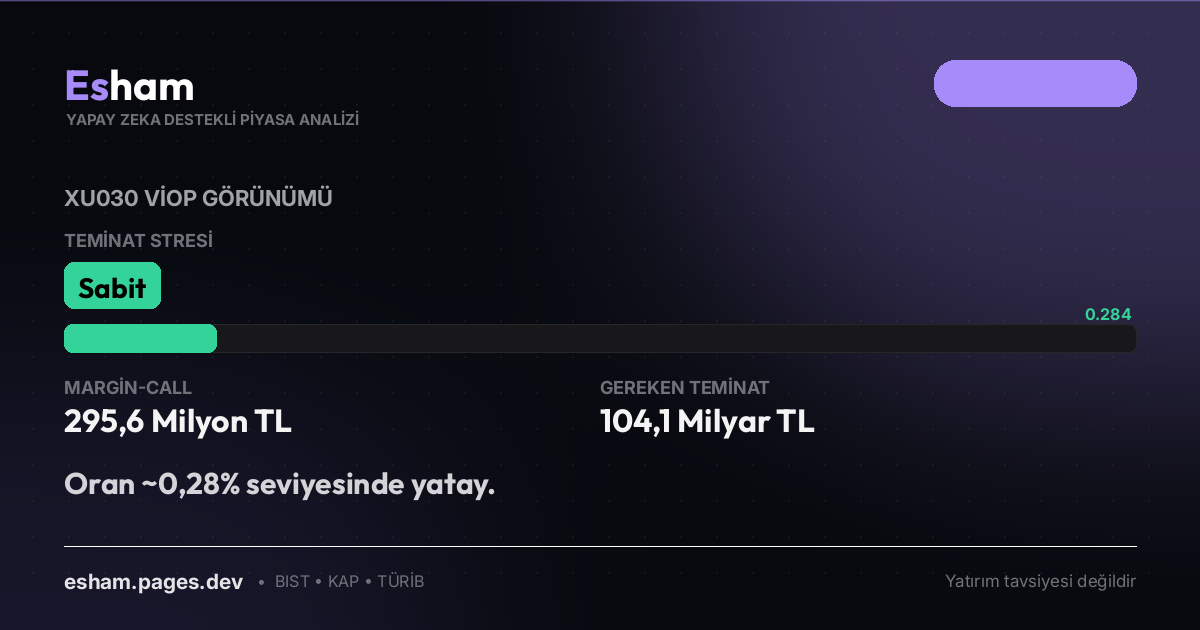 Esham
YAPAY ZEKA DESTEKLİ PİYASA ANALİZİ
XU030 VİOP GÖRÜNÜMÜ
TEMİNAT STRESİ
Sabit
0.284
MARGİN-CALL
295,6 Milyon TL
GEREKEN TEMİNAT
104,1 Milyar TL
Oran ~0,28% seviyesinde yatay.
esham.pages.dev • BIST • KAP • TÜRİB
Yatırım tavsiyesi değildir